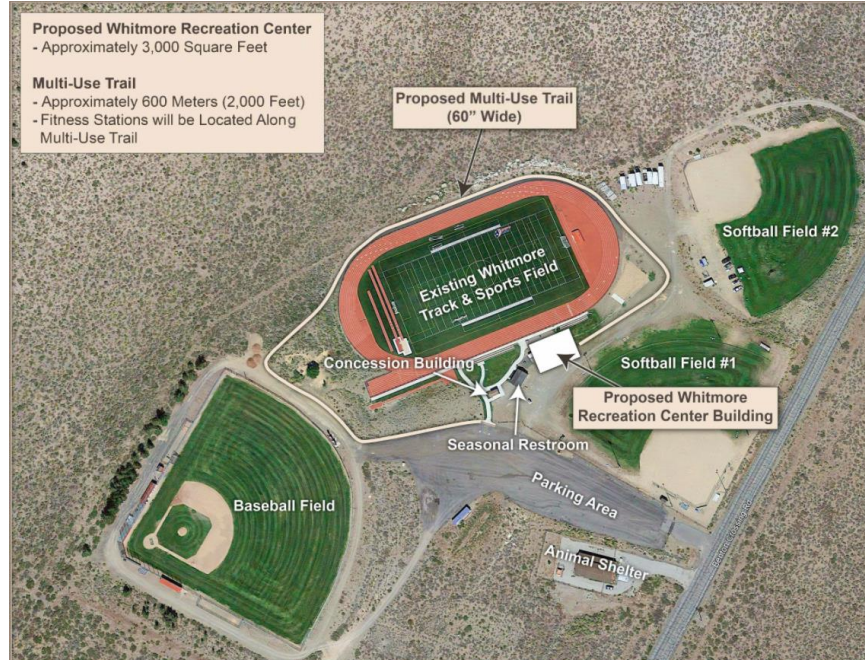 Proposed Whitmore Recreation Center
- Approximately 3,000 Square Feet
Multi-Use Trail
- Approximately 600 Meters (2,000 Feet)
- Fitness Stations will be Located Along
Multi-Use Trail
Proposed Multi-Use Trail
(60" Wide)
Softball Field #2
Existing Whitmore
Track & Sports Field
Concession Building
Softball Field #1
Proposed Whitmore
Recreation Center Building
Seasonal Restroom
Parking Area
Baseball Field
Animal Shelter